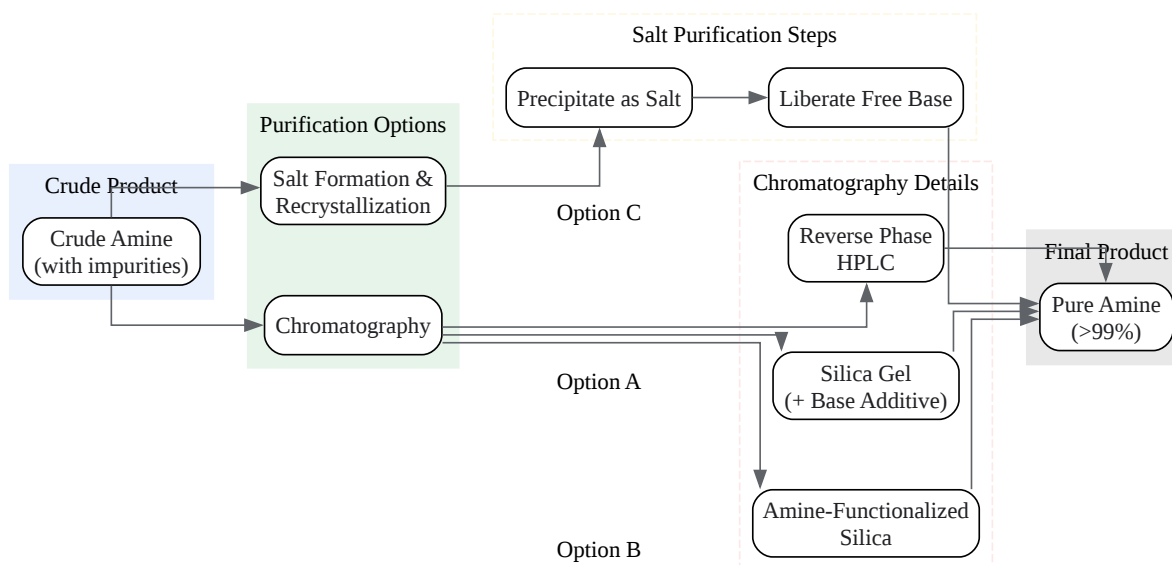 Salt Purification Steps
Precipitate as Salt
Liberate Free Base
Purification Options
Salt Formation &
Recrystallization
Chromatography
Crude Product
Crude Amine
(with impurities)
Option C
Option A
Option B
Chromatography Details
Reverse Phase
HPLC
Silica Gel
(+ Base Additive)
Amine-Functionalized
Silica
Final Product
Pure Amine
(>99%)